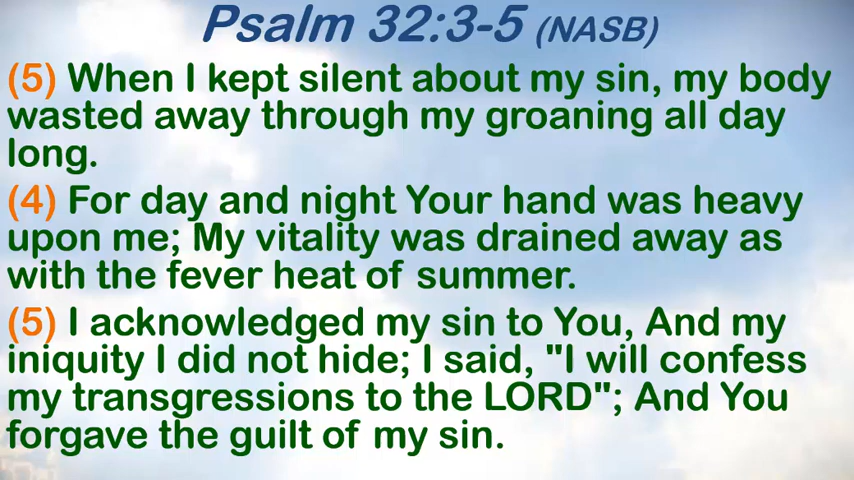 Psalm 32:3-5 (NASB)
(5) When I kept silent about my sin, my body
wasted away through my groaning all day
long.
(4) For day and night Your hand was heavy
upon me; My vitality was drained away as
with the fever heat of summer.
(5) I acknowledged my sin to You, And my
iniquity I did not hide; I said, "I will confess
my transgressions to the LORD"; And You
forgave the guilt of my sin.